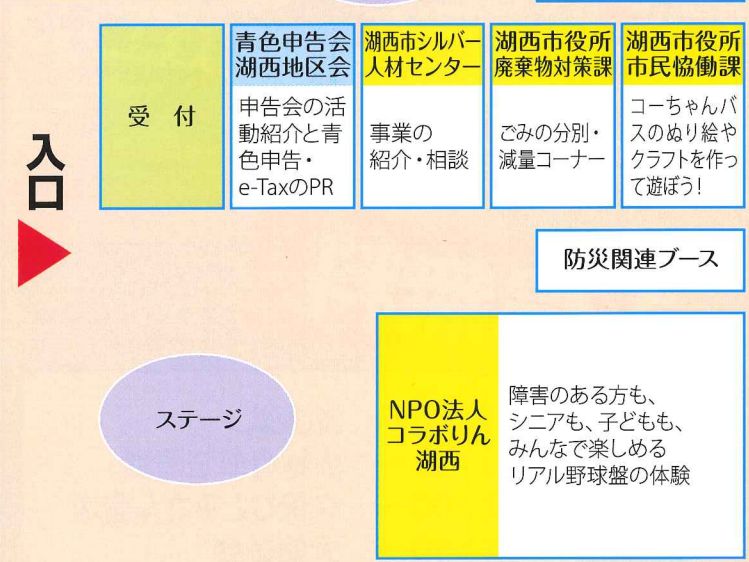 入口
受 付
青色申告会
湖西地区会
申告会の活
動紹介と青
色申告・
e-TaxのPR
湖西市シルバー
人材センター
事業の
紹介・相談
湖西市役所
廃棄物対策課
ごみの分別・
減量コーナー
湖西市役所
市民協働課
コーちゃんバ
スのぬり絵や
クラフトを作っ
て遊ぼう!
防災関連ブース
ステージ
NPO法人
コラボりん
湖西
障害のある方も、
シニアも、子どもも、
みんなで楽しめる
リアル野球盤の体験